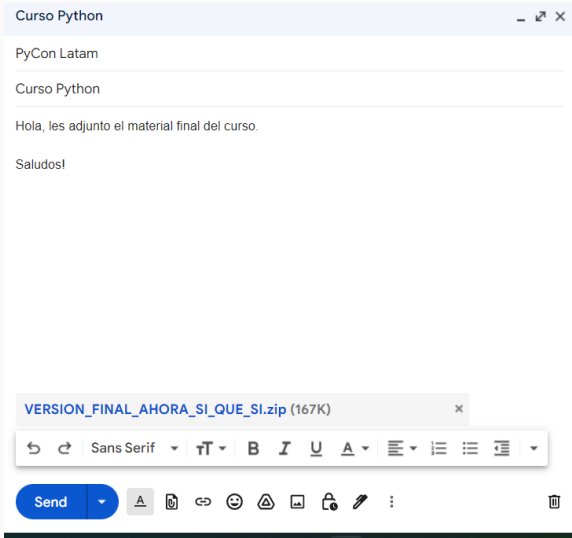 Curso Python
PyCon Latam
Curso Python
Hola, les adjunto el material final del curso.
Saludos!
VERSION_FINAL_AHORA_SI_QUE_SI.zip (167K)
Sans Serif
Send